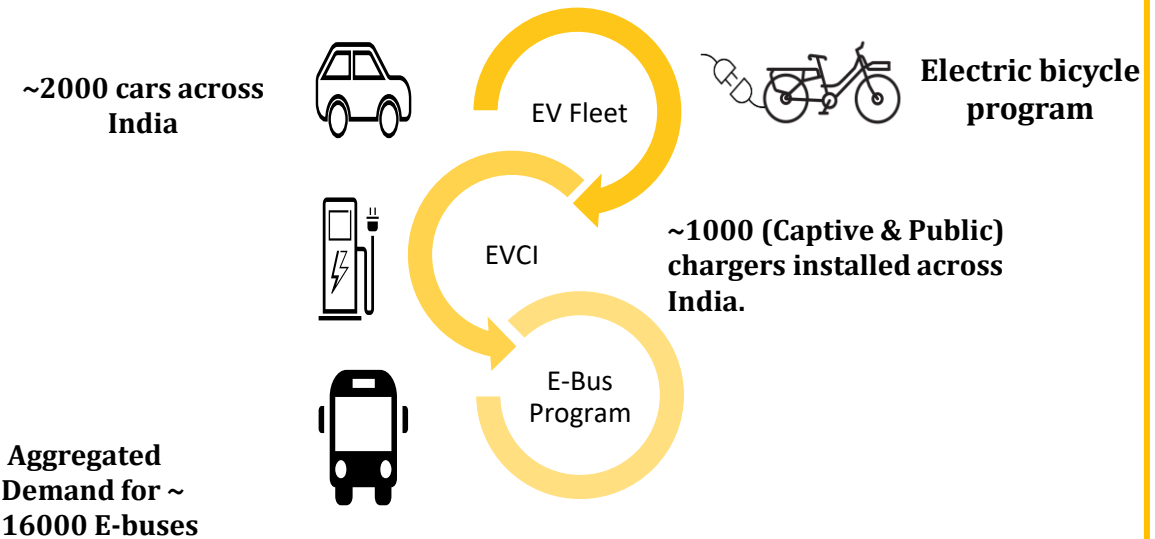 ~2000 cars across
India
EV Fleet
Electric bicycle
program
EVCI
~1000 (Captive & Public)
chargers installed across
India.
E-Bus
Program
Aggregated
Demand for ~
16000 E-buses